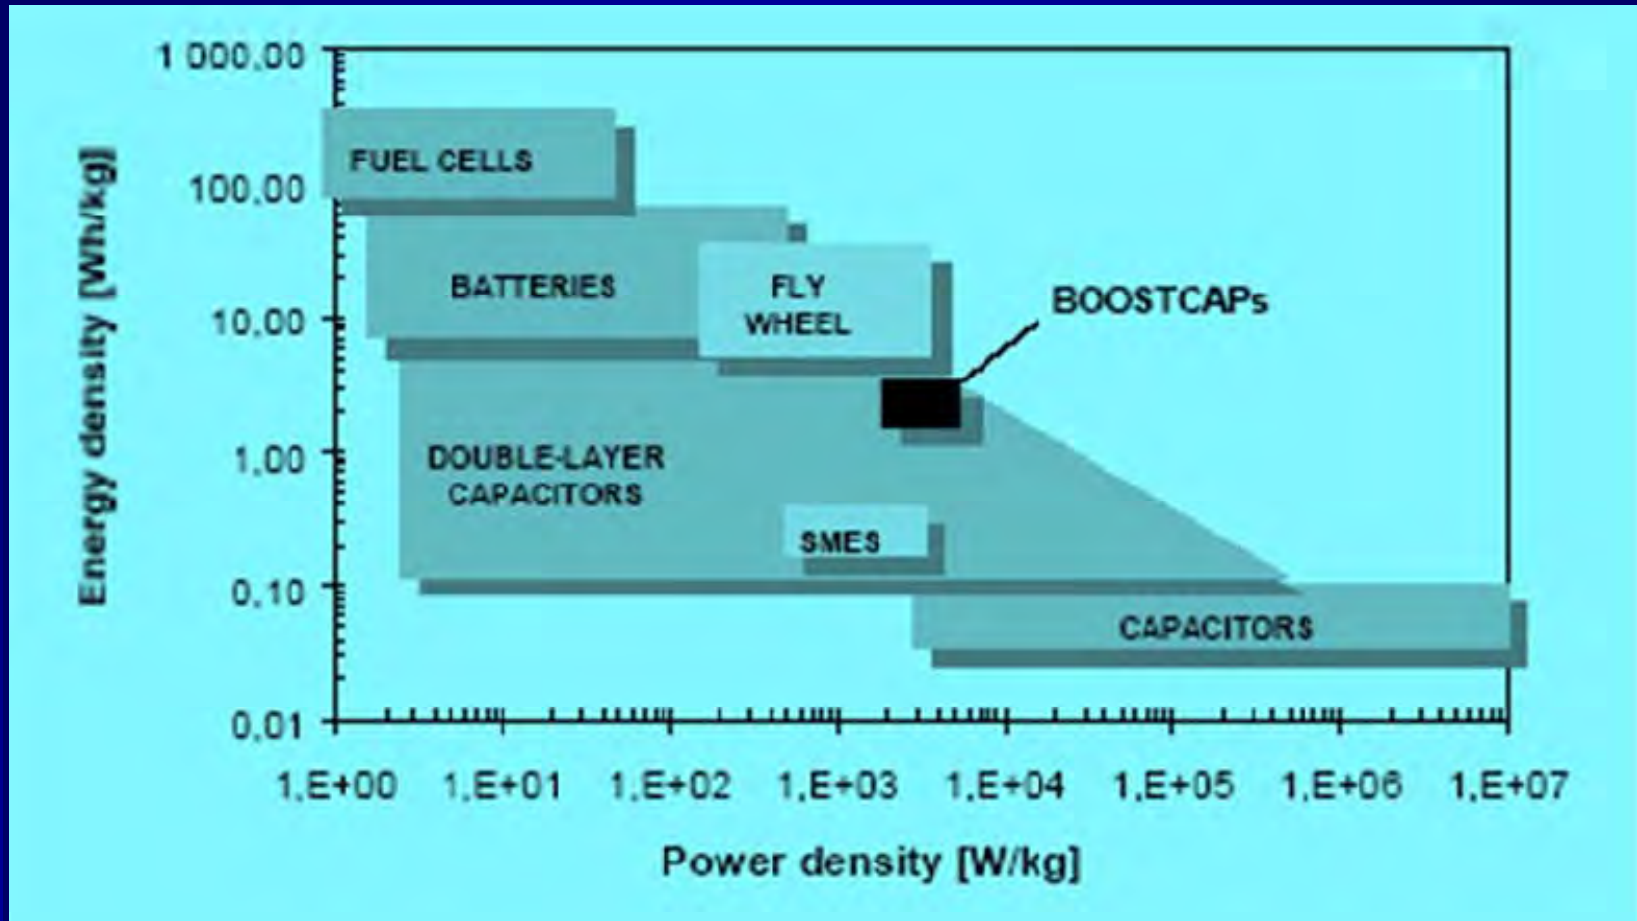 1 000,00
100,00
10,00
1,00
0,10
0,01
Energy density [Wh/kg]
FUEL CELLS
BATTERIES
FLY
WHEEL
BOOSTCAPs
DOUBLE-LAYER
CAPACITORS
SMES
CAPACITORS
1,E+00 1,E+01 1,E+02 1,E+03 1,E+04 1,E+05 1,E+06 1,E+07
Power density [W/kg]